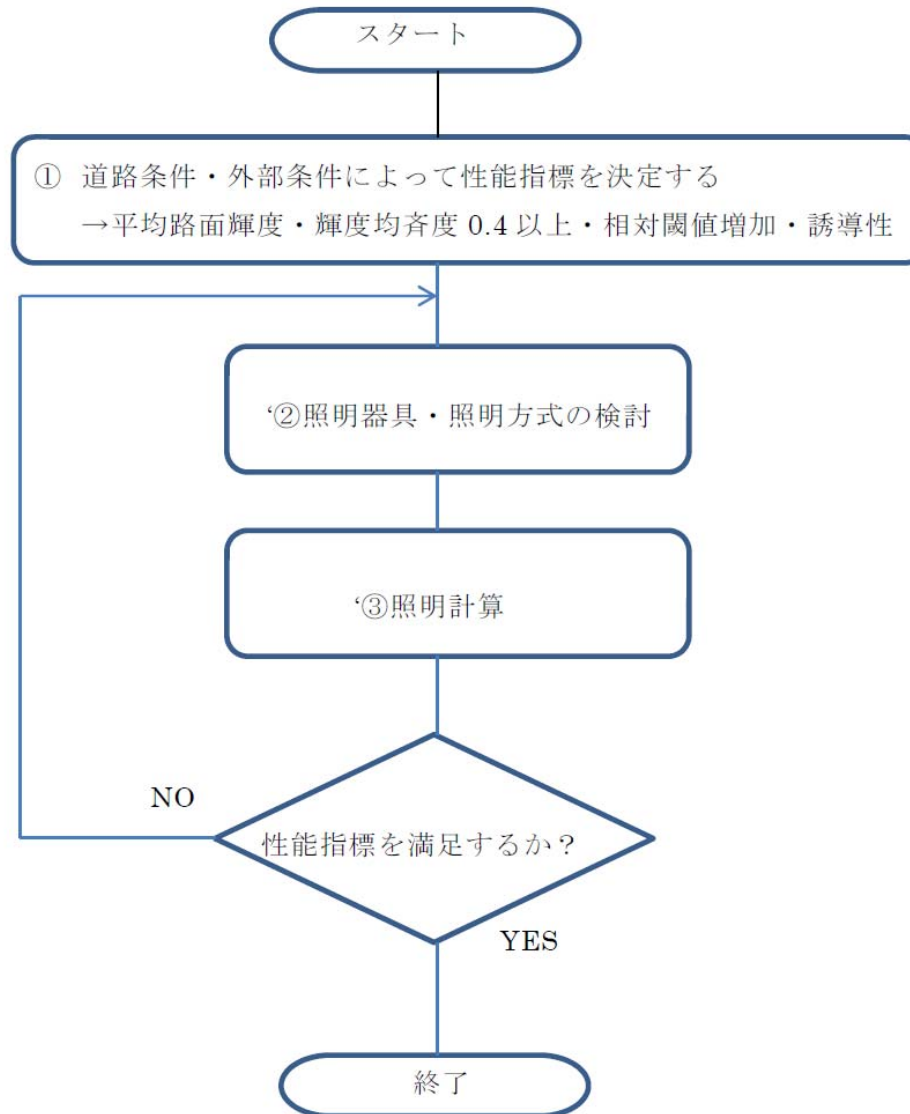 スタート
① 道路条件・外部条件によって性能指標を決定する
→平均路面輝度・輝度均斉度 0.4 以上・相対閾値増加・誘導性
‘②照明器具・照明方式の検討
‘③照明計算
NO
性能指標を満足するか？
YES
終了